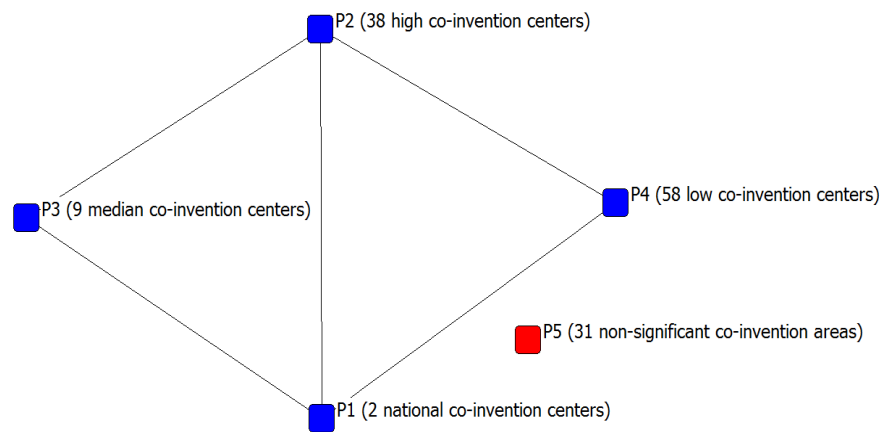 P2 (38 high co-invention centers)
P4 (58 low co-invention centers)
P3 (9 median co-invention centers)
P5 (31 non-significant co-invention areas)
P1 (2 national co-invention centers)